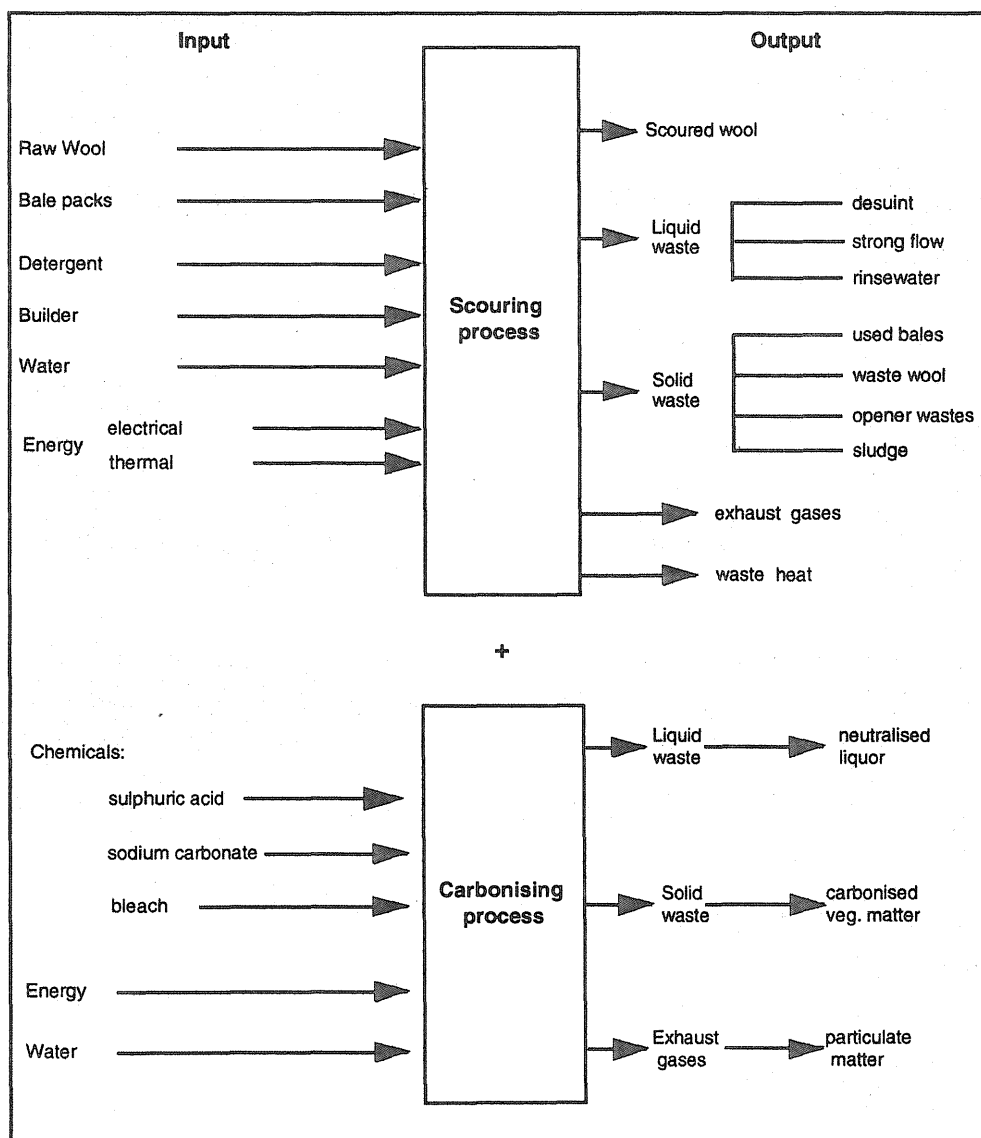 Input
Output
Raw Wool
Bale packs
Detergent
Builder
Water
Energy
electrical
thermal
Scouring
process
Scoured wool
Liquid
waste
desuint
strong flow
rinsewater
Solid
waste
used bales
waste wool
opener wastes
sludge
exhaust gases
waste heat
+
Chemicals:
sulphuric acid
sodium carbonate
bleach
Energy
Water
Carbonising
process
Liquid
waste
neutralised
liquor
Solid
waste
carbonised
veg. matter
Exhaust
gases
particulate
matter